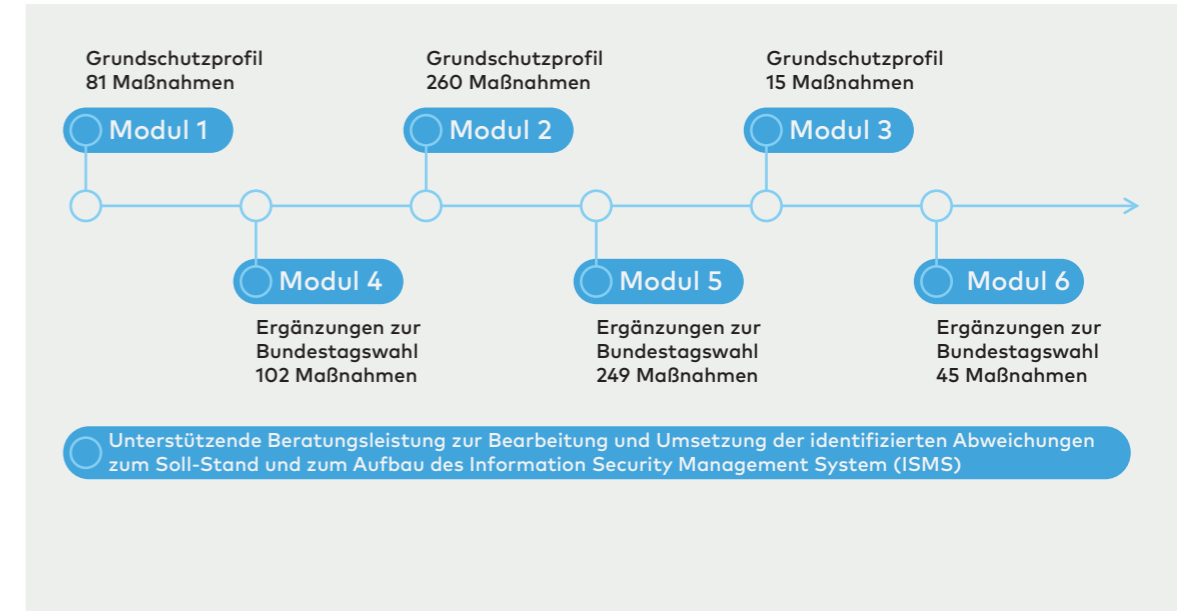 Grundschutzprofil
81 Maßnahmen
Modul 1
Grundschutzprofil
260 Maßnahmen
Modul 2
Grundschutzprofil
15 Maßnahmen
Modul 3
Modul 4
Ergänzungen zur
Bundestagswahl
102 Maßnahmen
Modul 5
Ergänzungen zur
Bundestagswahl
249 Maßnahmen
Modul 6
Ergänzungen zur
Bundestagswahl
45 Maßnahmen
Unterstützende Beratungsleistung zur Bearbeitung und Umsetzung der identifizierten Abweichungen
zum Soll-Stand und zum Aufbau des Information Security Management System (ISMS)